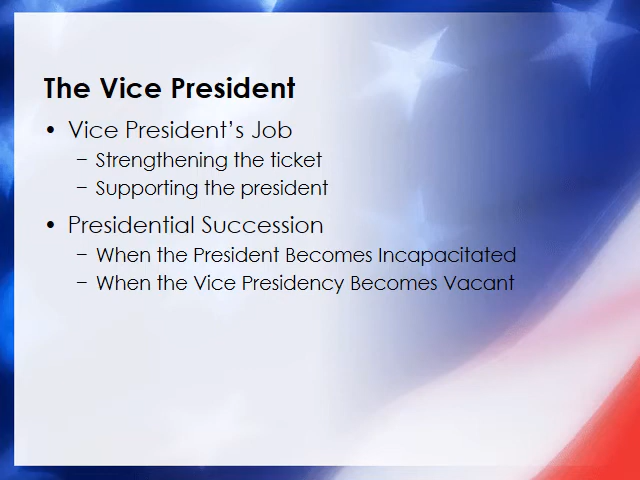 The Vice President
• Vice President’s Job
– Strengthening the ticket
– Supporting the president
• Presidential Succession
– When the President Becomes Incapacitated
– When the Vice Presidency Becomes Vacant